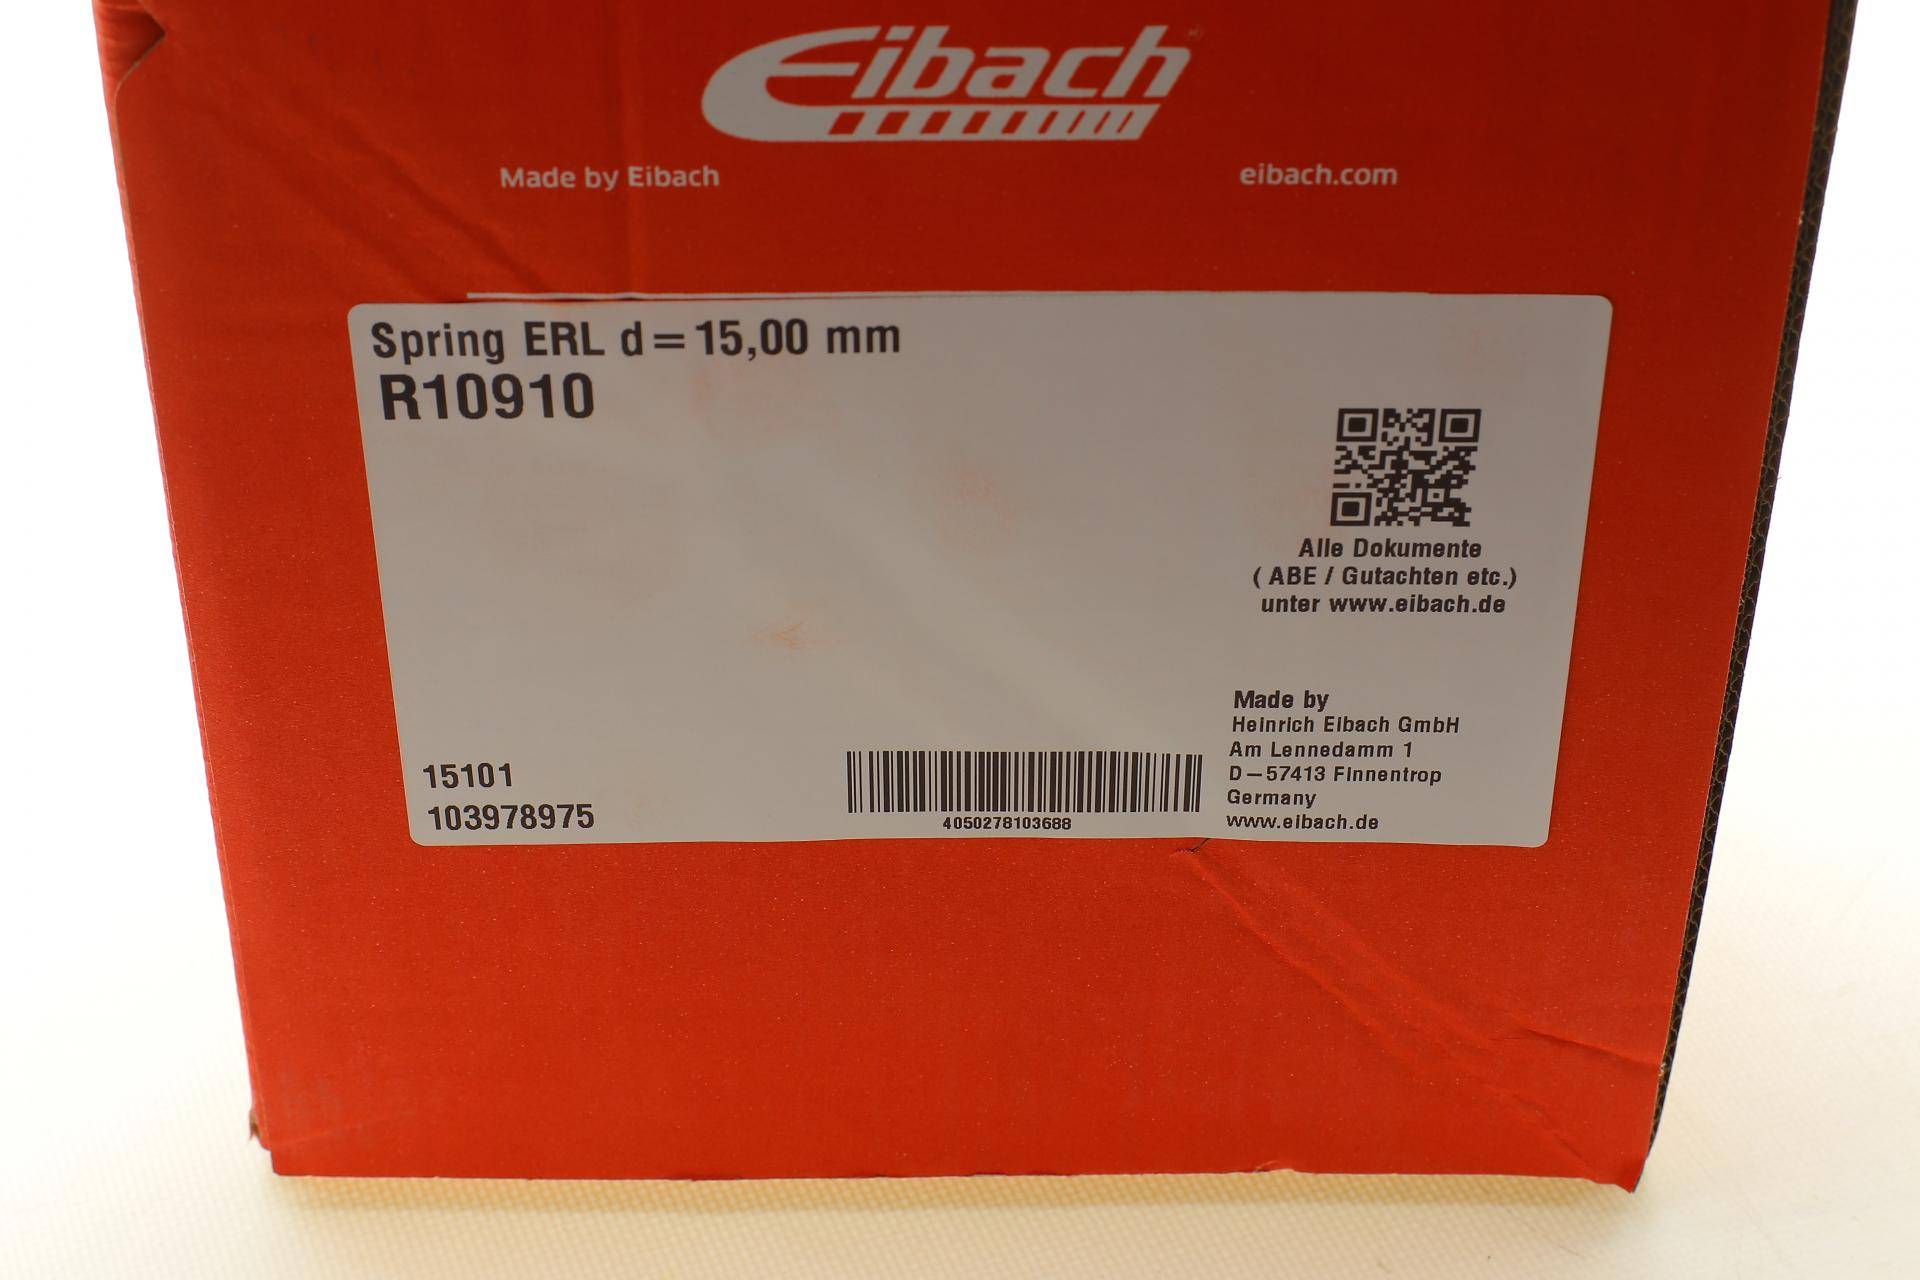 Eibach
Made by Eibach
eibach.com
Spring ERL d=15,00 mm
R10910
Alle Dokumente
( ABE / Gutachten etc.)
unter www.eibach.de
Made by
Heinrich Eibach GmbH
Am Lennedamm 1
D-57413 Finnentrop
Germany
www.eibach.de
15101
103978975
4050278103688